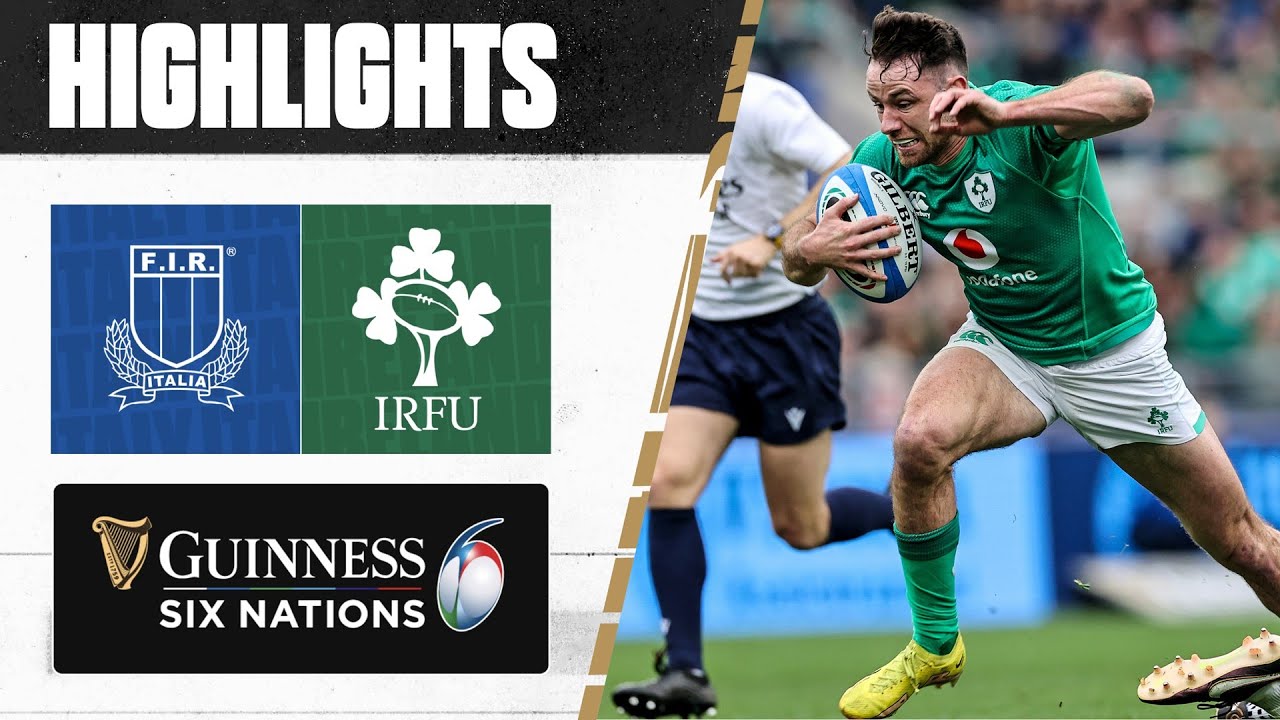 HIGHLIGHTS
F.I.R.
®
ITALIA
IRFU
GUINNESS
SIX NATIONS
GILBERT
IRFU
vodafone